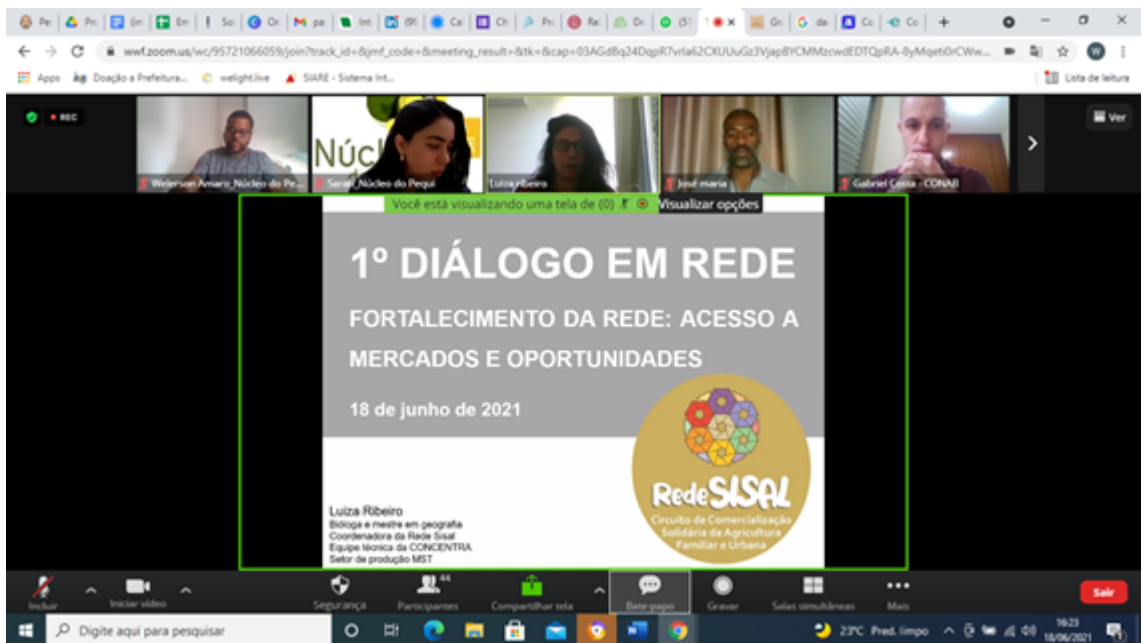 wwf.zoom.us/wc/95721066059/join?track_id=&jmf_code=&meeting_result=&tk=&cap=
Apps
Doação a Prefeitura...
welight.live
SIARE - Sistema Int...
Lista de leitura
REC
Ver
Núcl
Welerson Amaro_Núcleo do Pe...
Sarah_Núcleo do Pequi
Luiza ribeiro
José maria
Gabriel Costa - CONAB
Você está visualizando uma tela de (0)
Visualizar opções
1º DIÁLOGO EM REDE
FORTALECIMENTO DA REDE: ACESSO A
MERCADOS E OPORTUNIDADES
18 de junho de 2021
Rede SISAL
Circuito de Comercialização
Solidária da Agricultura
Familiar e Urbana
Luiza Ribeiro
Bióloga e mestre em geografia
Coordenadora da Rede Sisal
Equipe técnica da CONCENTRA
Setor de produção MST
Incluir
Iniciar vídeo
Segurança
Participantes
44
Compartilhar tela
Bate-papo
Gravar
Salas simultâneas
Mais
Sair
Digite aqui para pesquisar
23°C Pred. limpo
16:23
18/06/2021